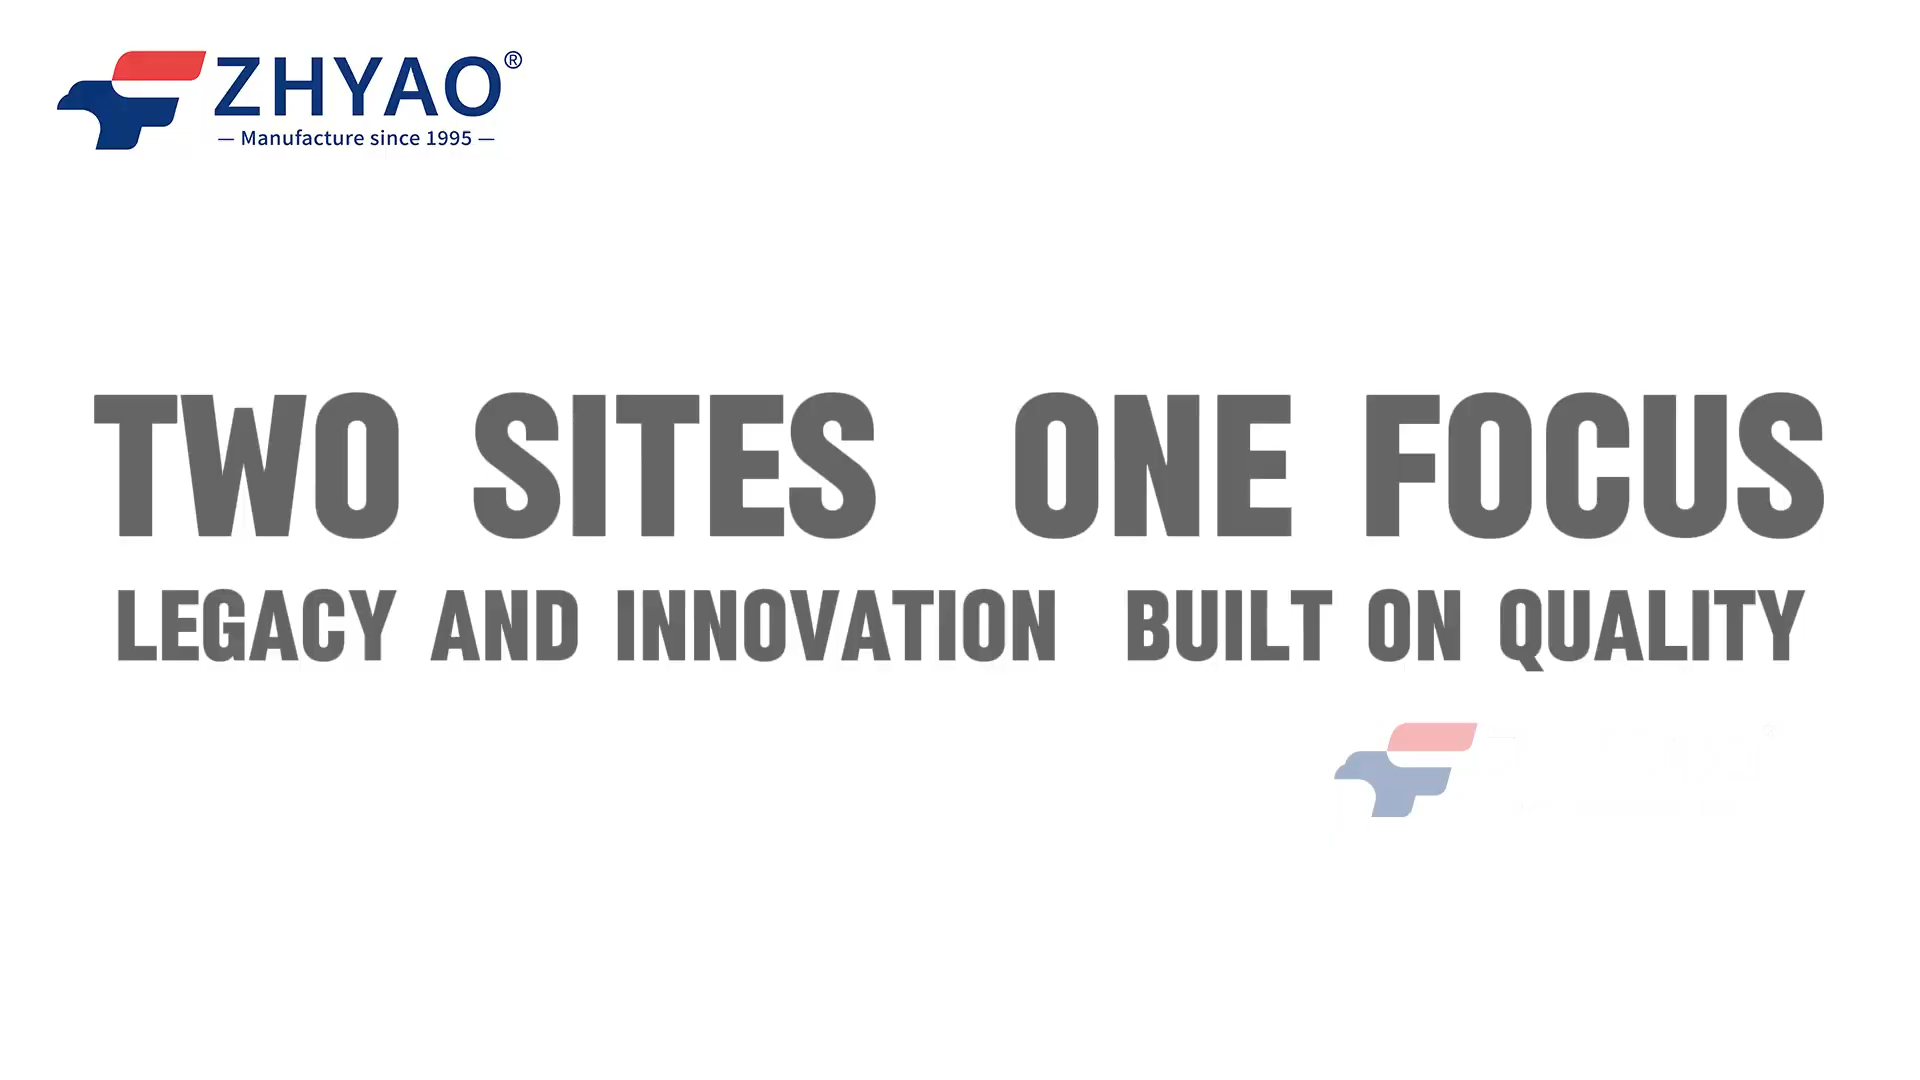 ZHYAO®
— Manufacture since 1995 —
TWO SITES ONE FOCUS
LEGACY AND INNOVATION BUILT ON QUALITY